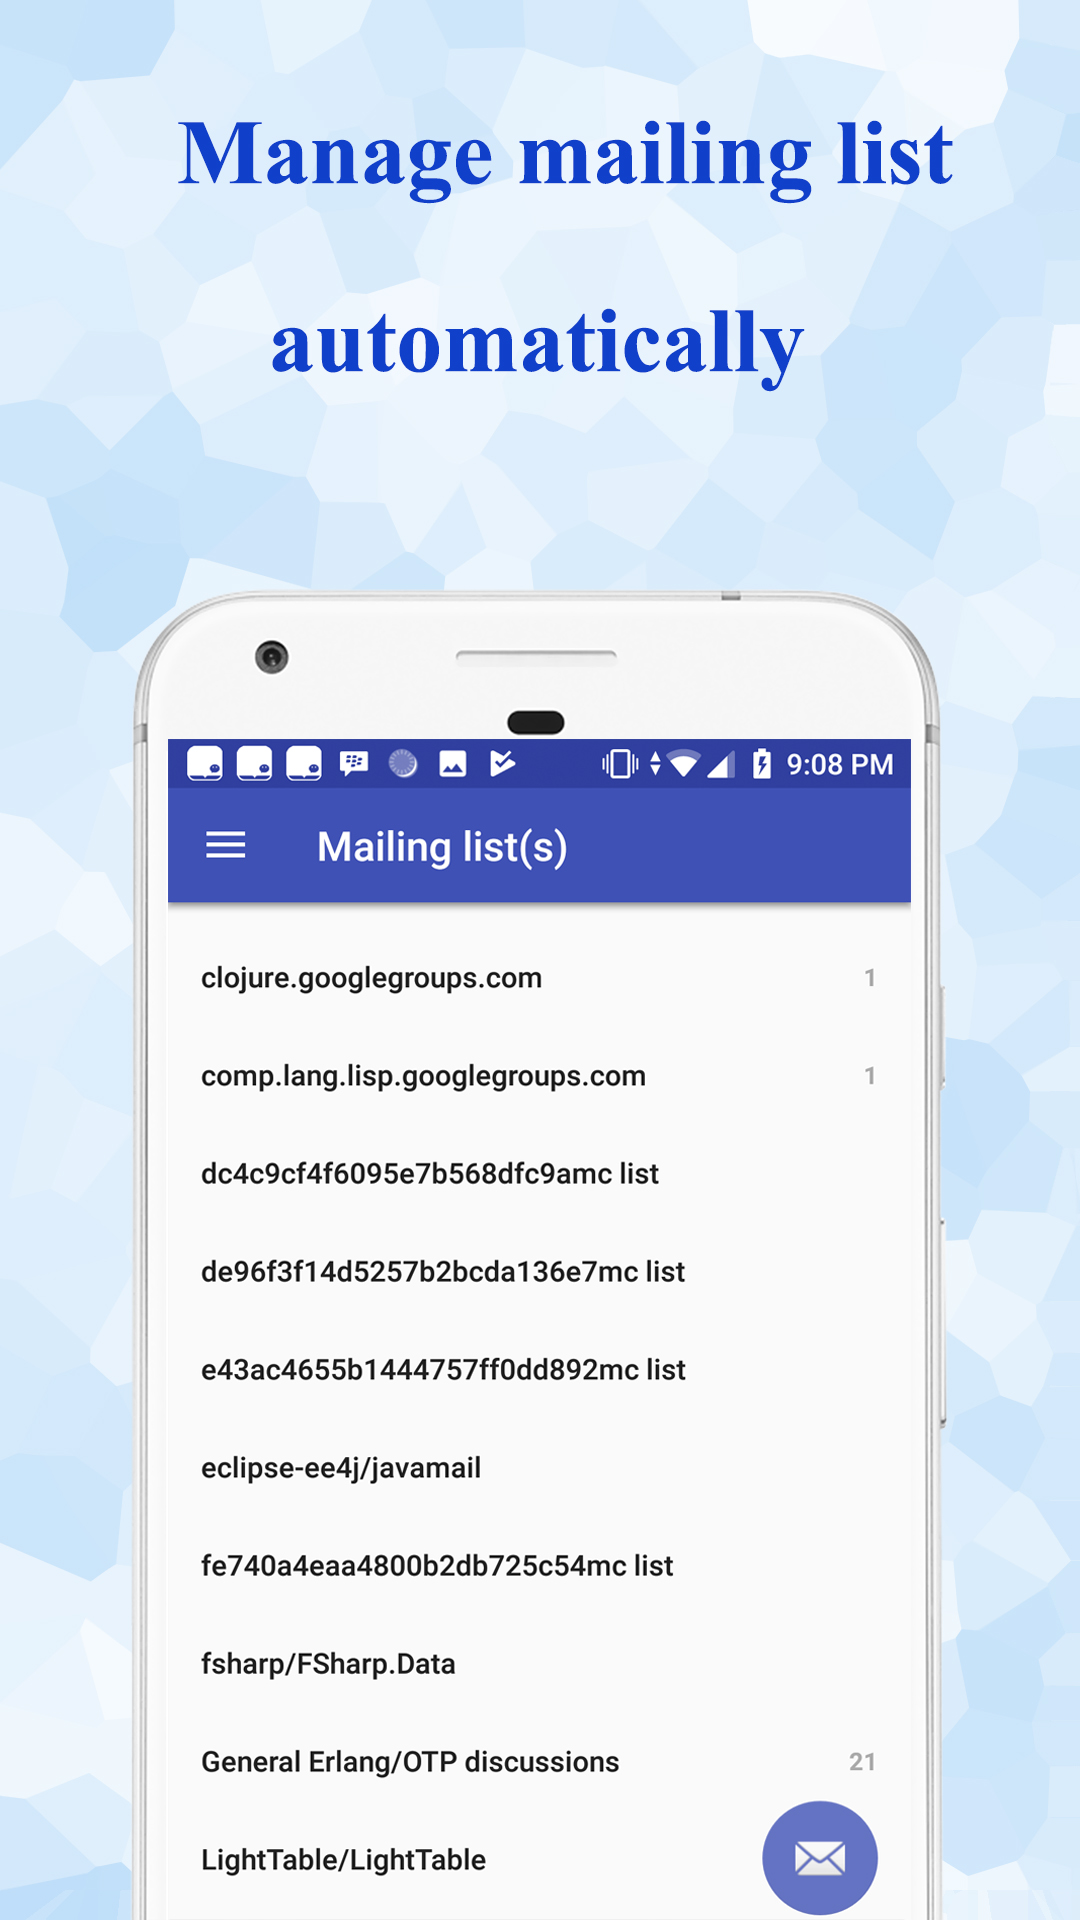 Manage mailing list
automatically
9:08 PM
Mailing list(s)
clojure.googlegroups.com 1
comp.lang.lisp.googlegroups.com 1
dc4c9cf4f6095e7b568dfc9amc list
de96f3f14d5257b2bcda136e7mc list
e43ac4655b1444757ff0dd892mc list
eclipse-ee4j/javamail
fe740a4eaa4800b2db725c54mc list
fsharp/FSharp.Data
General Erlang/OTP discussions 21
LightTable/LightTable